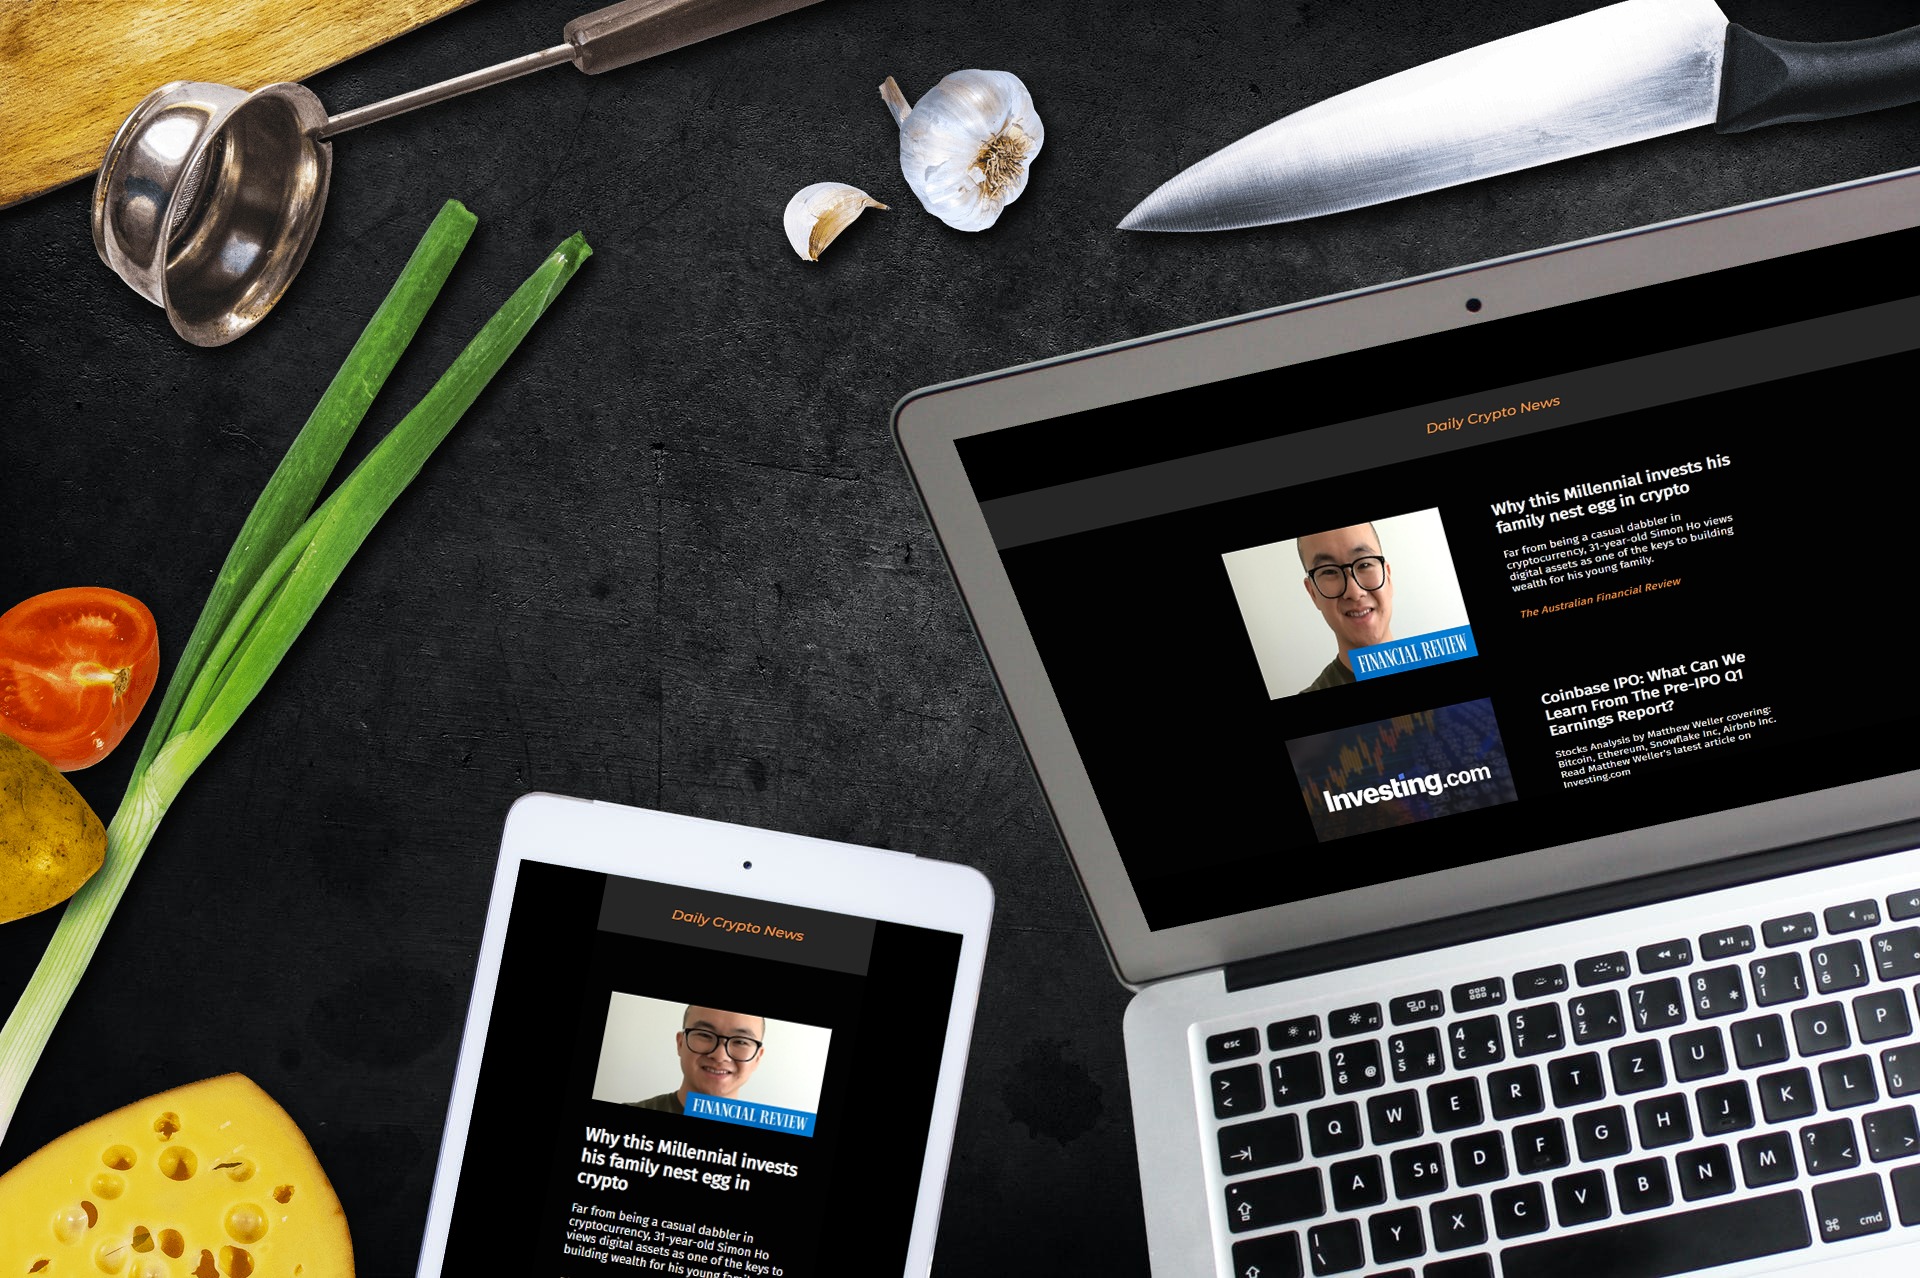 Daily Crypto News
Why this Millennial invests his
family nest egg in crypto
Far from being a casual dabbler in
cryptocurrency, 31-year-old Simon Ho views
digital assets as one of the keys to building
wealth for his young family.
The Australian Financial Review
FINANCIAL REVIEW
Coinbase IPO: What Can We
Learn From The Pre-IPO Q1
Earnings Report?
Stocks Analysis by Matthew Weller covering:
Bitcoin, Ethereum, Snowflake Inc, Airbnb Inc.
Read Matthew Weller's latest article on
Investing.com
Investing.com
Daily Crypto News
FINANCIAL REVIEW
Why this Millennial invests
his family nest egg in
crypto
Far from being a casual dabbler in
cryptocurrency, 31-year-old Simon Ho
views digital assets as one of the keys to
building wealth for his young
esc F1 F2 F3 F4 F5 F6 F7 F8 F9 F10
> < 1 + 2 ě @ 3 š # 4 č $ 5 ř ~ 6 ž ^ 7 ý & 8 á * 9 í { 0 é } % =
Q W E R T Z U I O P
A S ß D F G H J K L ů "
| \ Y X C V B N M ? , < : . >
cmd